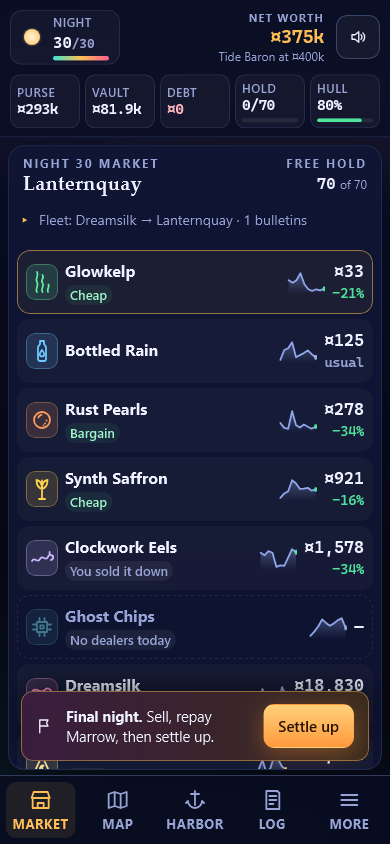 NIGHT
30/30
NET WORTH
¤375k
Tide Baron at ¤400k
PURSE
¤293k
VAULT
¤81.9k
DEBT
¤0
HOLD
0/70
HULL
80%
NIGHT 30 MARKET
Lanternquay
FREE HOLD
70 of 70
Fleet: Dreamsilk → Lanternquay · 1 bulletins
Glowkelp
Cheap
¤33
−21%
Bottled Rain
¤125
usual
Rust Pearls
Bargain
¤278
−34%
Synth Saffron
Cheap
¤921
−16%
Clockwork Eels
You sold it down
¤1,578
−34%
Ghost Chips
No dealers today
—
Dreamsilk
¤18,830
Final night. Sell, repay
Marrow, then settle up.
Settle up
MARKET
MAP
HARBOR
LOG
MORE